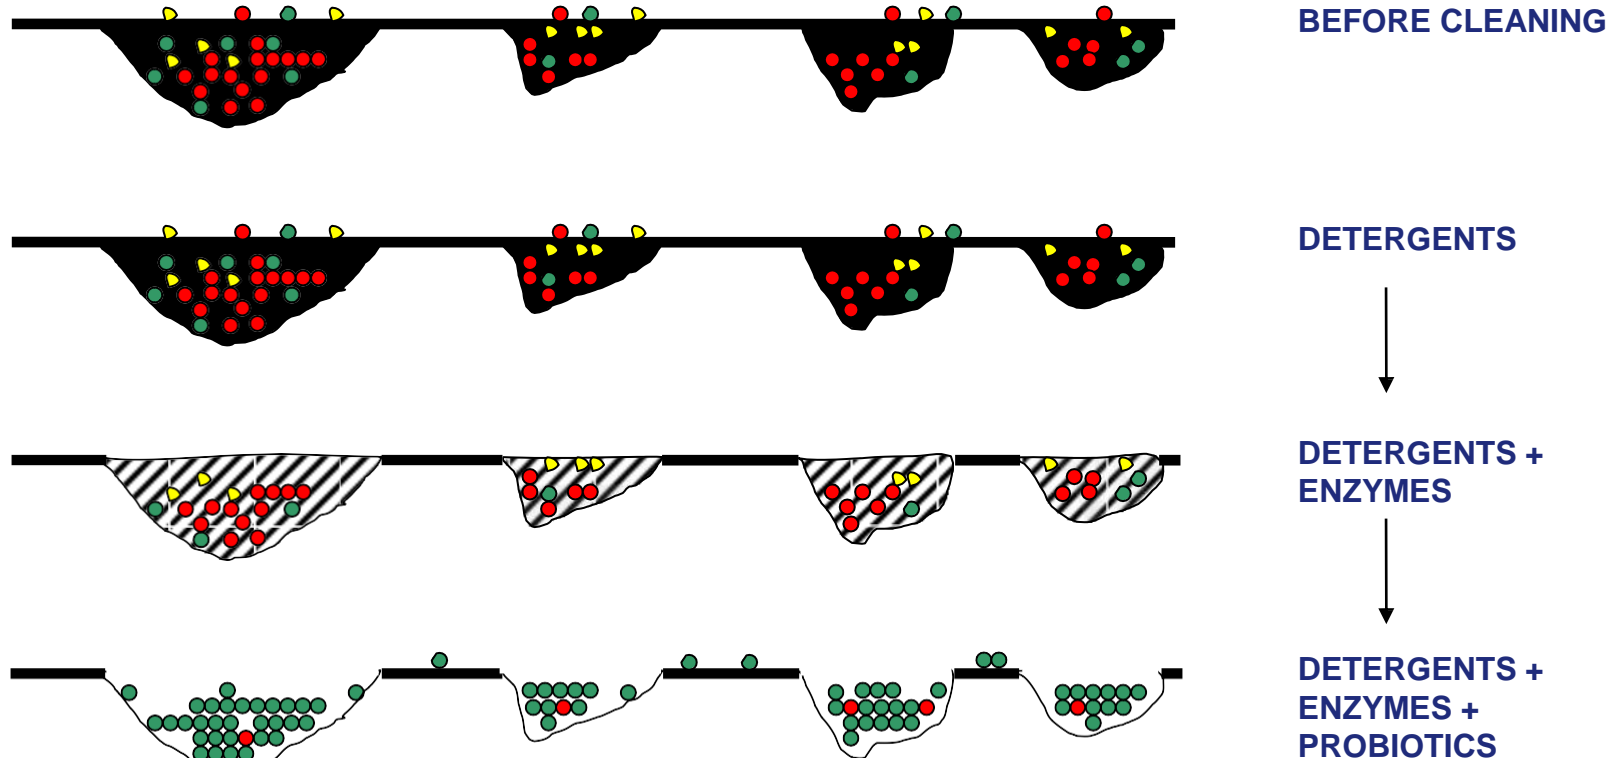 BEFORE CLEANING
DETERGENTS
DETERGENTS +
ENZYMES
DETERGENTS +
ENZYMES +
PROBIOTICS